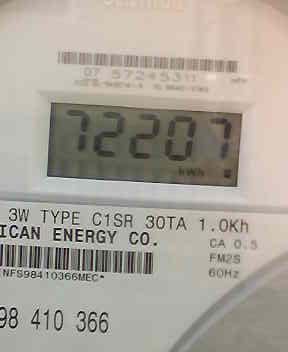 07 57245311
72207
kWh
3W TYPE C1SR 30TA 1.0Kh
ICAN ENERGY CO.
CA 0.5
FM2S
60Hz
NFS98410366MEC*
98 410 366